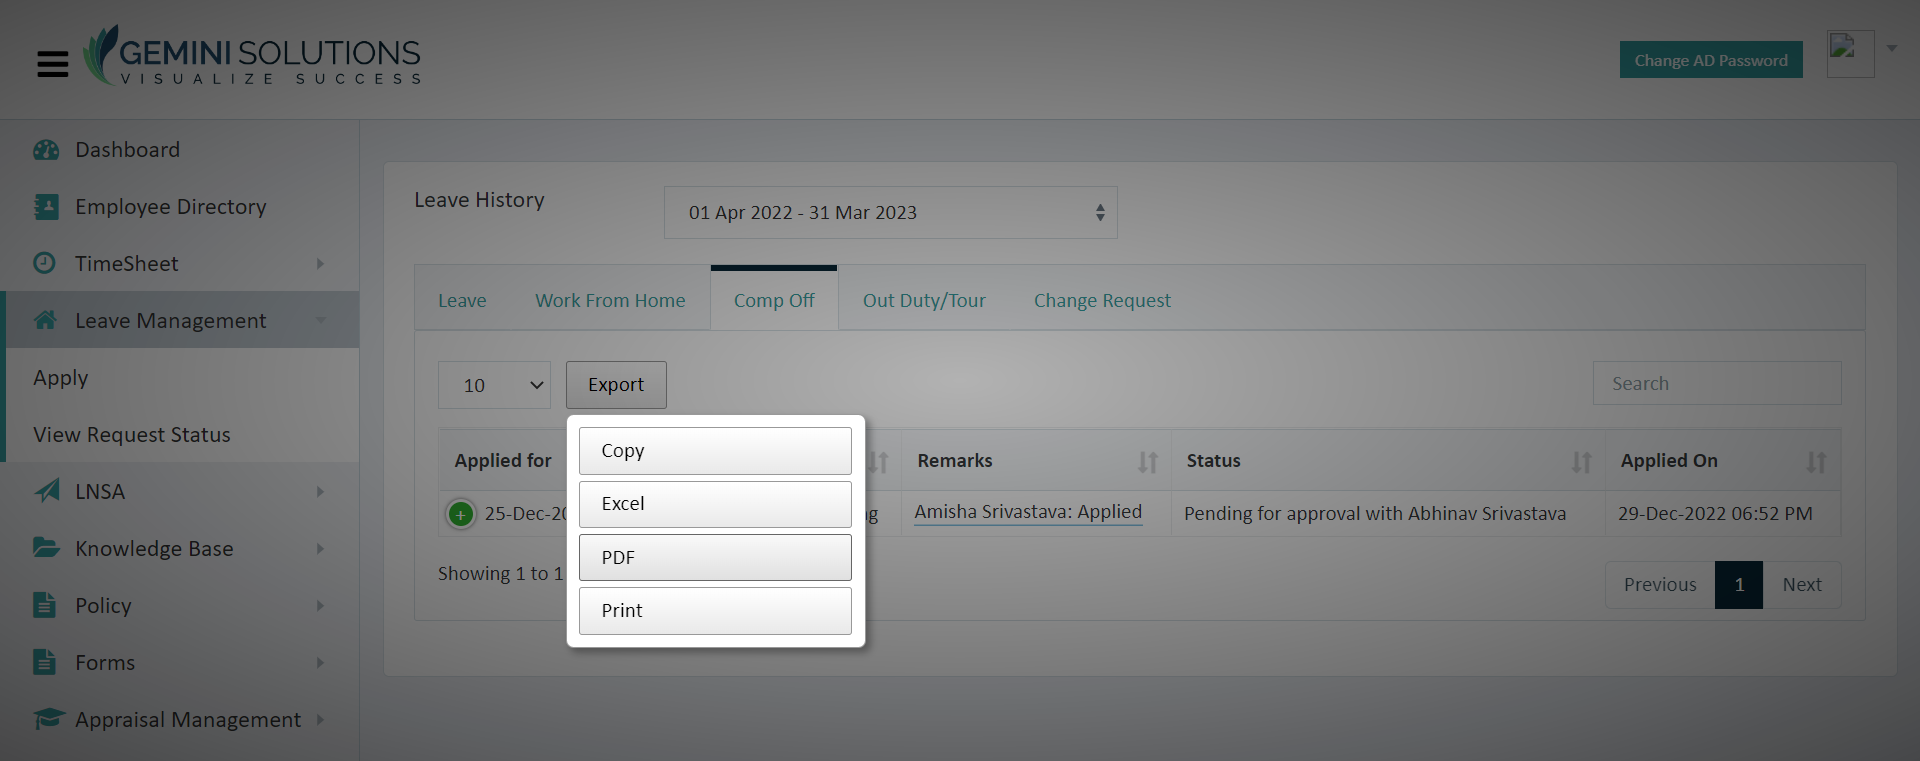 GEMINI SOLUTIONS
VISUALIZE SUCCESS
Change AD Password
Dashboard
Employee Directory
TimeSheet
Leave Management
Apply
View Request Status
LNSA
Knowledge Base
Policy
Forms
Appraisal Management
Leave History
01 Apr 2022 - 31 Mar 2023
Leave Work From Home Comp Off Out Duty/Tour Change Request
10 Export Search
Copy
Excel
PDF
Print
Applied for Remarks Status Applied On
25-Dec-20 Amisha Srivastava: Applied Pending for approval with Abhinav Srivastava 29-Dec-2022 06:52 PM
Showing 1 to 1
Previous 1 Next